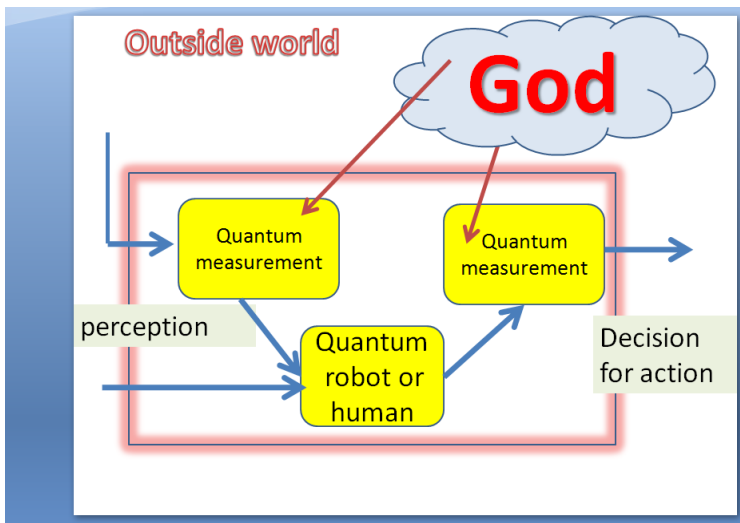 Outside world
God
Quantum
measurement
Quantum
measurement
perception
Quantum
robot or
human
Decision
for action